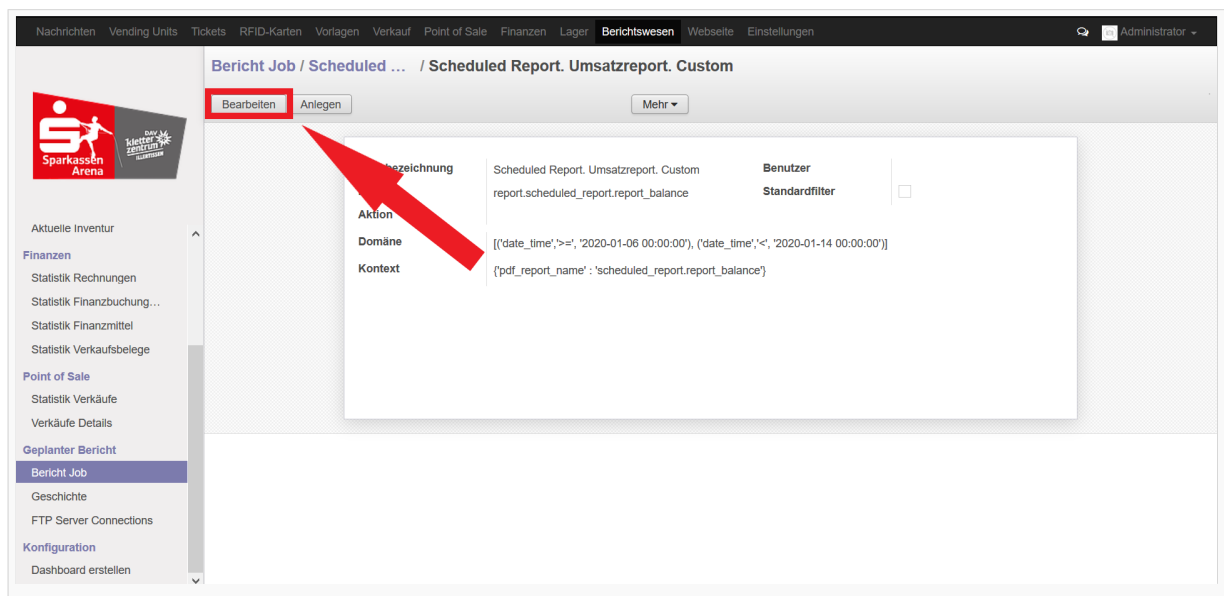 Nachrichten Vending Units Tickets RFID-Karten Vorlagen Verkauf Point of Sale Finanzen Lager Berichtswesen Webseite Einstellungen Administrator
Bericht Job / Scheduled … / Scheduled Report. Umsatzreport. Custom
Bearbeiten Anlegen Mehr
DAV
kletter
zentrum
ILLERTISSEN
Sparkassen
Arena
bezeichnung Scheduled Report. Umsatzreport. Custom Benutzer
report.scheduled_report.report_balance Standardfilter
Aktion
Domäne [('date_time','>=', '2020-01-06 00:00:00'), ('date_time','<', '2020-01-14 00:00:00')]
Kontext {'pdf_report_name' : 'scheduled_report.report_balance'}
Aktuelle Inventur
Finanzen
Statistik Rechnungen
Statistik Finanzbuchung…
Statistik Finanzmittel
Statistik Verkaufsbelege
Point of Sale
Statistik Verkäufe
Verkäufe Details
Geplanter Bericht
Bericht Job
Geschichte
FTP Server Connections
Konfiguration
Dashboard erstellen